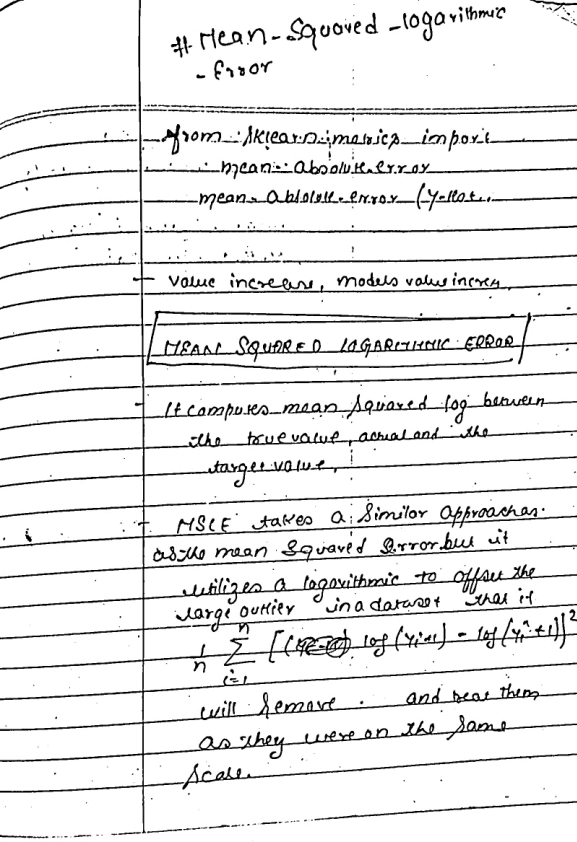 # Mean-Squared-logarithmic
- Error
from sklearn.metrics import
mean-absolute.error
mean-absolute.error (y-test..
- value increase, models value incres
MEAN SQUARED LOGARITHMIC ERROR
- It computes mean squared log between
the true value, actual and the
target value,
- MSLE takes a similar approachas.
as the mean squared Error but it
utilizes a logarithmic to offset the
large outlier in a dataset that it
1/n n Σ i=1 [( log (yi+1) - log (yi^+1)]²
will remove. and treat them
as they were on the same
scale.